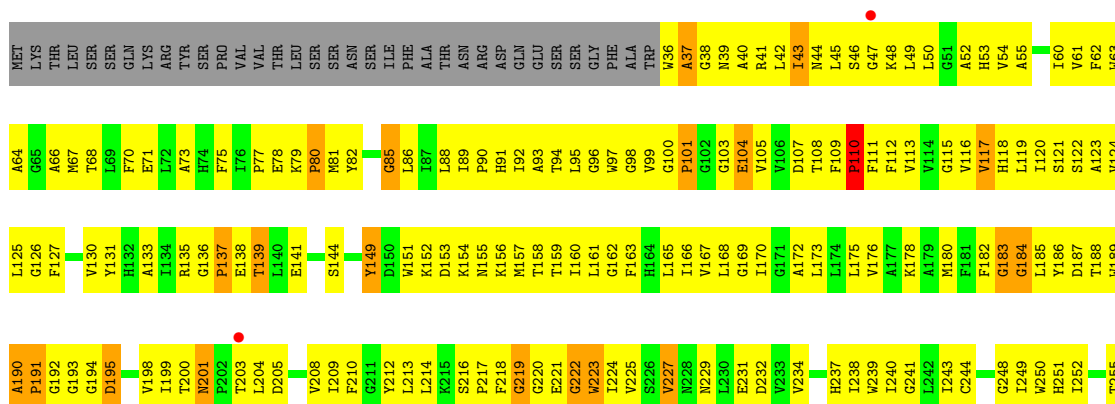 MET LYS THR LEU SER SER GLN LYS ARG TYR SER PRO VAL VAL THR LEU SER SER ASN SER ILE PHE ALA THR ASN ARG ASP GLN GLU SER SER GLY PHE ALA TRP W36 A37 G38 N39 A40 R41 L42 I43 N44 L45 S46 G47 K48 L49 L50 G51 A52 H53 V54 A55 I60 V61 F62 W63
A64 G65 A66 M67 T68 L69 F70 E71 L72 A73 H74 F75 I76 P77 E78 K79 P80 M81 Y82 G85 L86 I87 L88 I89 P90 H91 I92 A93 T94 L95 G96 W97 G98 V99 G100 P101 G102 G103 E104 V105 V106 D107 T108 F109 P110 F111 F112 V113 V114 G115 V116 V117 H118 L119 I120 S121 S122 A123 V124
L125 G126 F127 V130 Y131 H132 A133 I134 R135 G136 P137 E138 T139 L140 E141 S144 Y149 D150 W151 K152 D153 K154 N155 K156 M157 T158 T159 I160 L161 G162 F163 H164 L165 I166 V167 L168 G169 I170 G171 A172 L173 L174 L175 V176 A177 K178 A179 M180 F181 F182 G183 G184 L185 Y186 D187 T188 W189
A190 P191 G192 G193 G194 D195 V198 I199 T200 N201 P202 T203 L204 D205 V208 I209 F210 G211 Y212 L213 L214 K215 S216 P217 F218 G219 G220 E221 G222 W223 I224 V225 S226 V227 N228 N229 L230 E231 D232 V233 V234 H237 I238 W239 I240 G241 L242 I243 C244 G248 I249 W250 H251 I252 T255